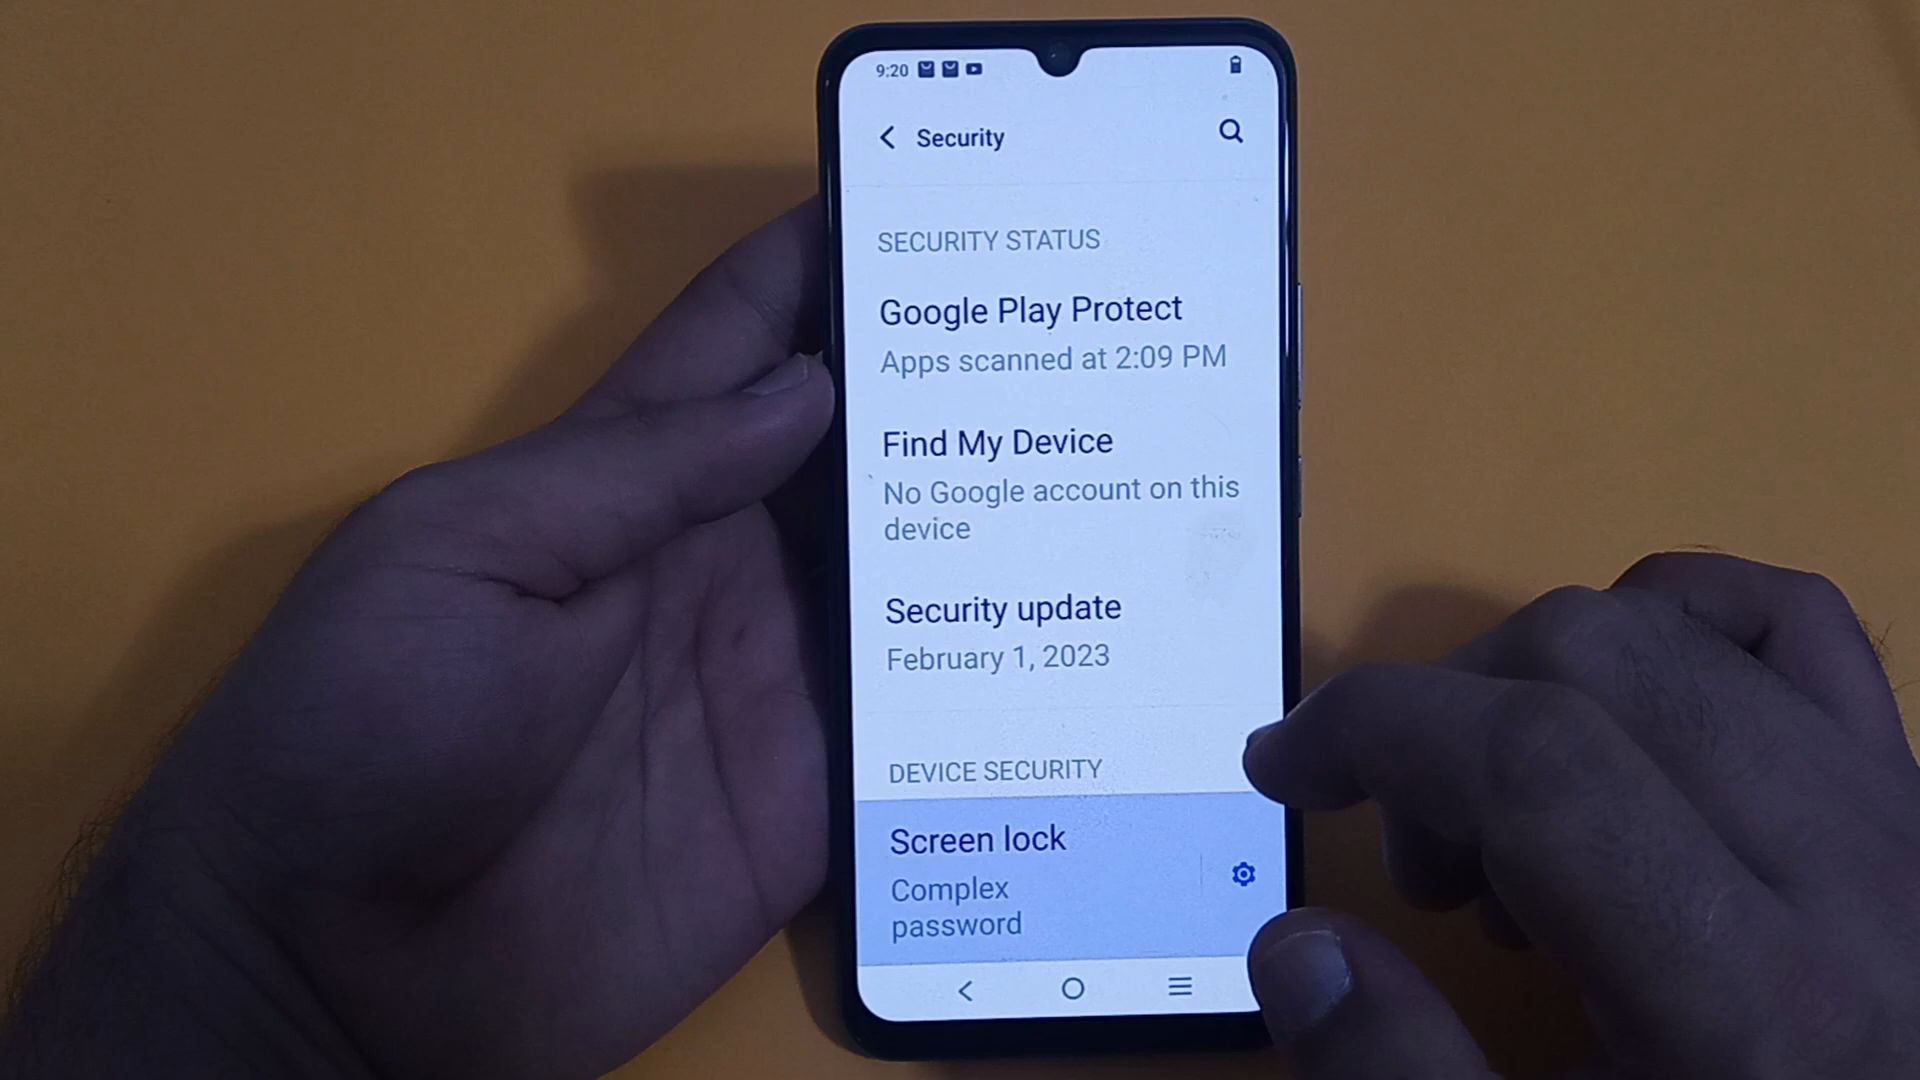 9:20
Security
SECURITY STATUS
Google Play Protect
Apps scanned at 2:09 PM
Find My Device
No Google account on this
device
Security update
February 1, 2023
DEVICE SECURITY
Screen lock
Complex
password